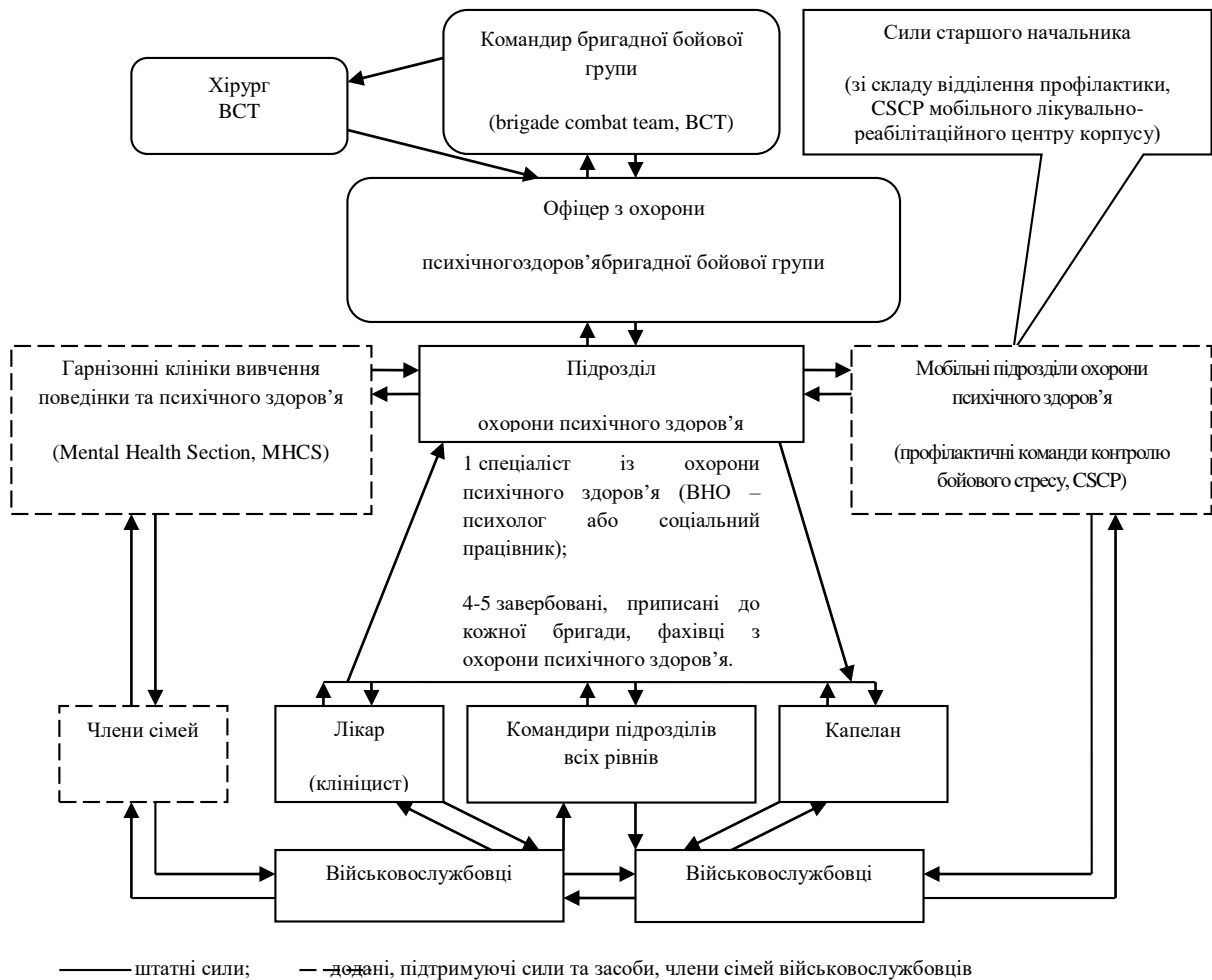 Командир бригадної бойової
групи
(brigade combat team, BCT)
Хірург
BCT
Сили старшого начальника
(зі складу відділення профілактики,
CSCP мобільного лікувально-
реабілітаційного центру корпусу)
Офіцер з охорони
психічногоздоров’ябригадної бойової групи
Гарнізонні клініки вивчення
поведінки та психічного здоров’я
(Mental Health Section, MHCS)
Підрозділ
охорони психічного здоров’я
Мобільні підрозділи охорони
психічного здоров’я
(профілактичні команди контролю
бойового стресу, CSCP)
1 спеціаліст із охорони
психічного здоров’я (BHO –
психолог або соціальний
працівник);
4-5 завербовані, приписані до
кожної бригади, фахівці з
охорони психічного здоров’я.
Члени сімей
Лікар
(клініцист)
Командири підрозділів
всіх рівнів
Капелан
Військовослужбовці
Військовослужбовці
штатні сили;
додані, підтримуючі сили та засоби, члени сімей військовослужбовців